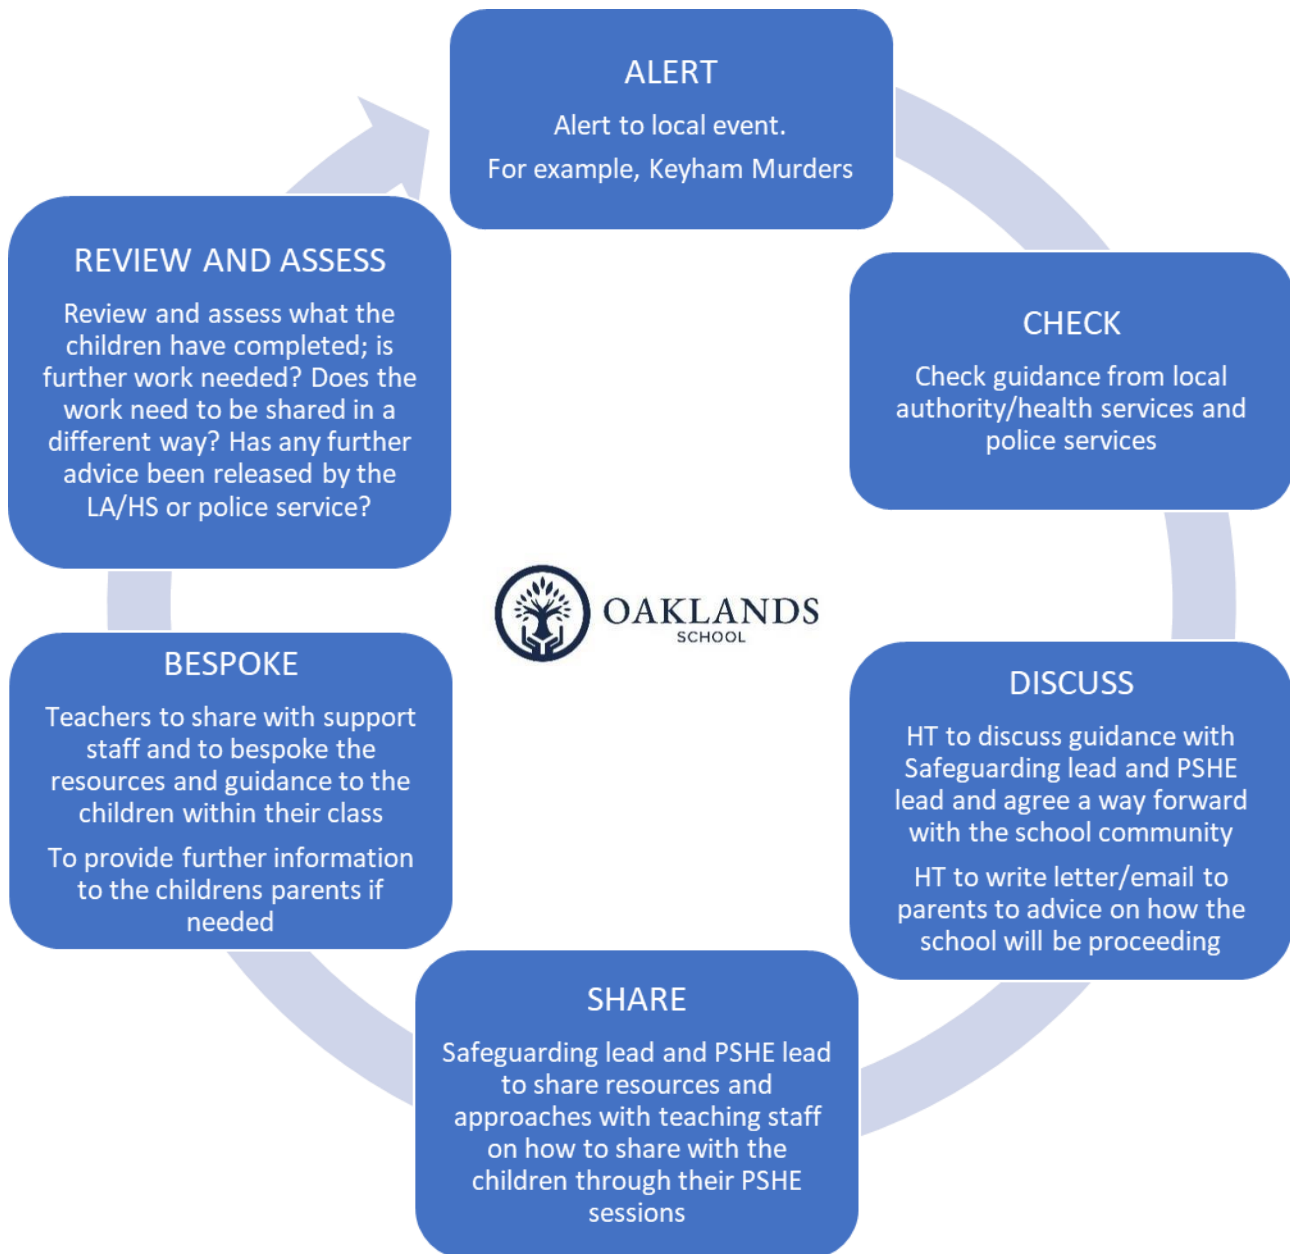 ALERT
Alert to local event.
For example, Keyham Murders
CHECK
Check guidance from local
authority/health services and
police services
DISCUSS
HT to discuss guidance with
Safeguarding lead and PSHE
lead and agree a way forward
with the school community
HT to write letter/email to
parents to advice on how the
school will be proceeding
SHARE
Safeguarding lead and PSHE lead
to share resources and
approaches with teaching staff
on how to share with the
children through their PSHE
sessions
BESPOKE
Teachers to share with support
staff and to bespoke the
resources and guidance to the
children within their class
To provide further information
to the childrens parents if
needed
REVIEW AND ASSESS
Review and assess what the
children have completed; is
further work needed? Does the
work need to be shared in a
different way? Has any further
advice been released by the
LA/HS or police service?
OAKLANDS
SCHOOL